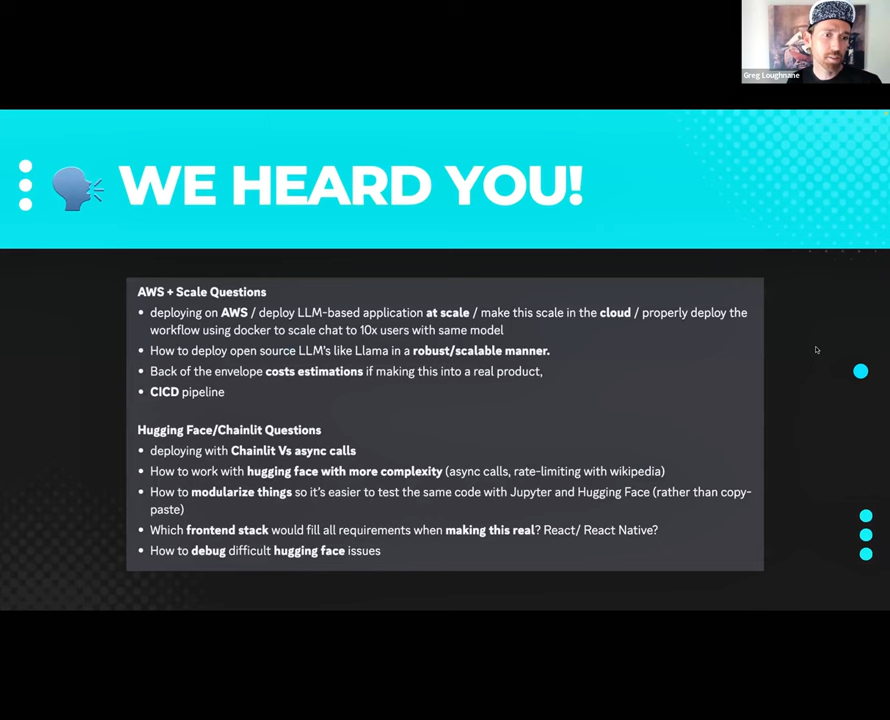 Greg Loughnane
WE HEARD YOU!
AWS + Scale Questions
• deploying on AWS / deploy LLM-based application at scale / make this scale in the cloud / properly deploy the
workflow using docker to scale chat to 10x users with same model
• How to deploy open source LLM's like Llama in a robust/scalable manner.
• Back of the envelope costs estimations if making this into a real product,
• CICD pipeline
Hugging Face/Chainlit Questions
• deploying with Chainlit Vs async calls
• How to work with hugging face with more complexity (async calls, rate-limiting with wikipedia)
• How to modularize things so it's easier to test the same code with Jupyter and Hugging Face (rather than copy-
paste)
• Which frontend stack would fill all requirements when making this real? React/ React Native?
• How to debug difficult hugging face issues